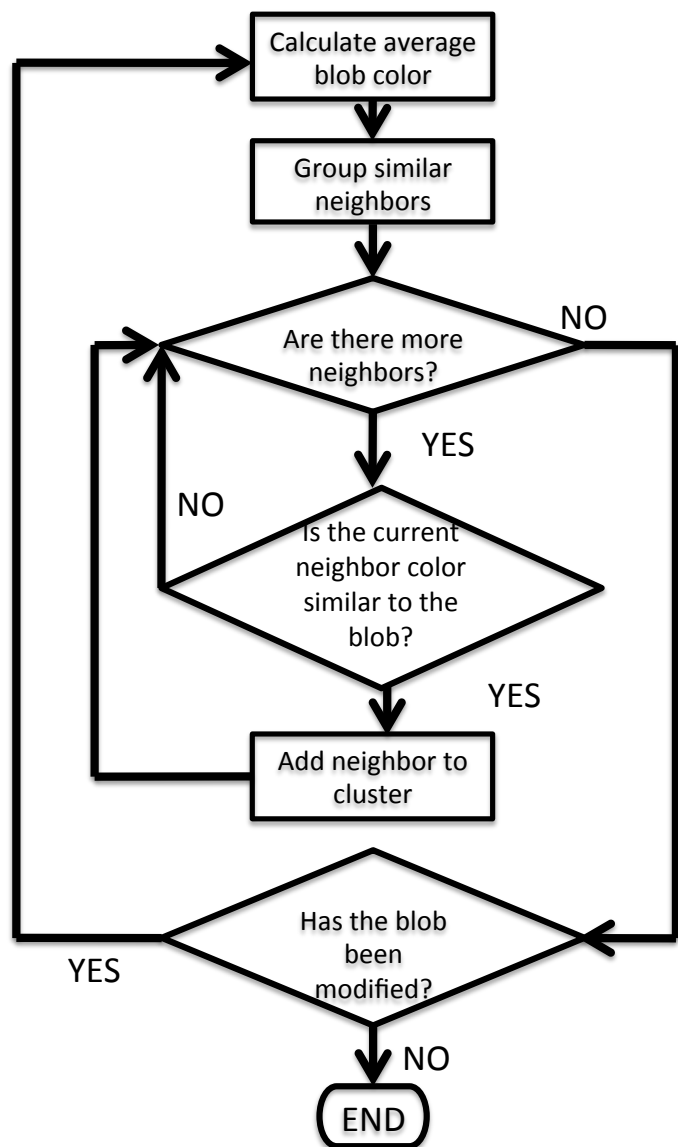 Calculate average
blob color
Group similar
neighbors
NO
Are there more
neighbors?
YES
NO
Is the current
neighbor color
similar to the
blob?
YES
Add neighbor to
cluster
Has the blob
been
modified?
YES
NO
END